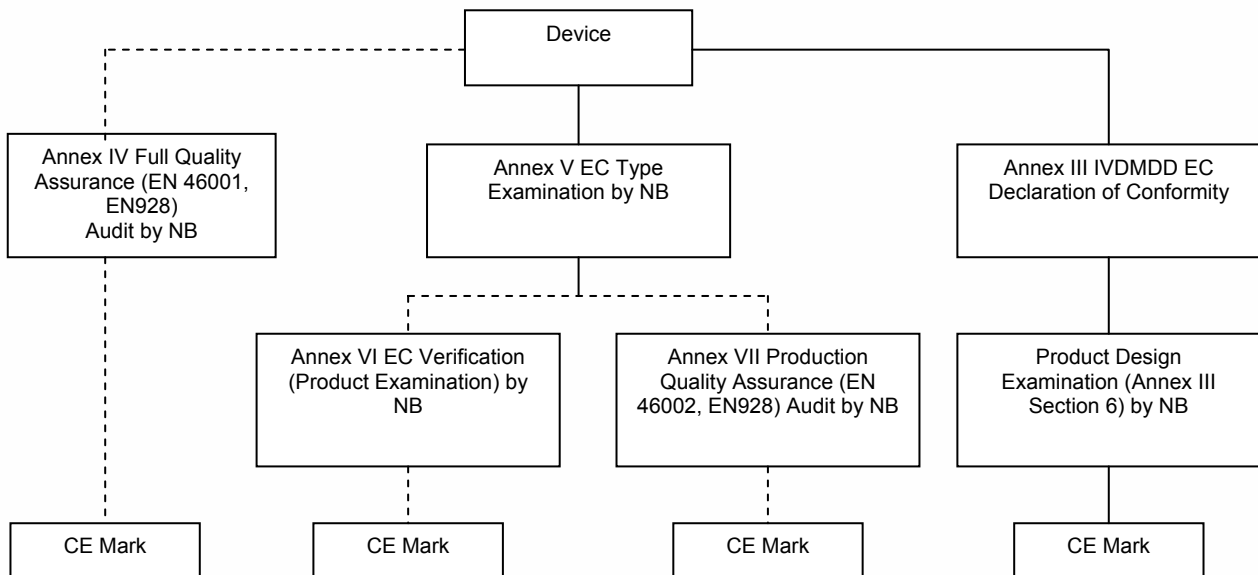 Device
Annex IV Full Quality
Assurance (EN 46001,
EN928)
Audit by NB
Annex V EC Type
Examination by NB
Annex III IVDMDD EC
Declaration of Conformity
Annex VI EC Verification
(Product Examination) by
NB
Annex VII Production
Quality Assurance (EN
46002, EN928) Audit by NB
Product Design
Examination (Annex III
Section 6) by NB
CE Mark
CE Mark
CE Mark
CE Mark